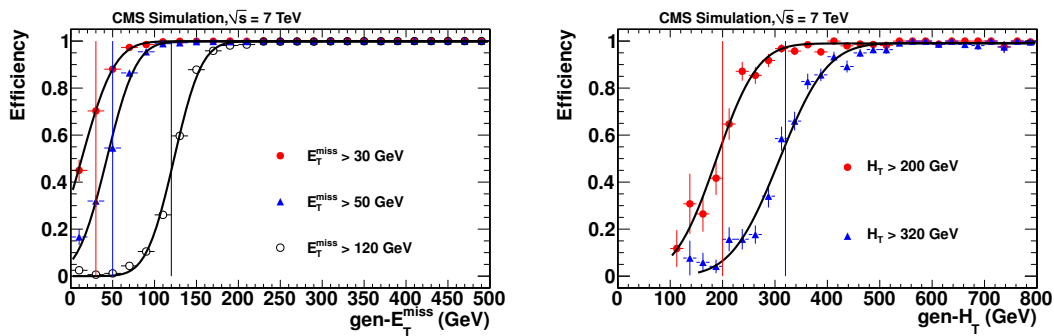 CMS Simulation, √s = 7 TeV
Efficiency
1
0.8
0.6
0.4
0.2
0
E_T^miss > 30 GeV
E_T^miss > 50 GeV
E_T^miss > 120 GeV
0 50 100 150 200 250 300 350 400 450 500
gen-E_T^miss (GeV)
CMS Simulation, √s = 7 TeV
Efficiency
1
0.8
0.6
0.4
0.2
0
H_T > 200 GeV
H_T > 320 GeV
0 100 200 300 400 500 600 700 800
gen-H_T (GeV)